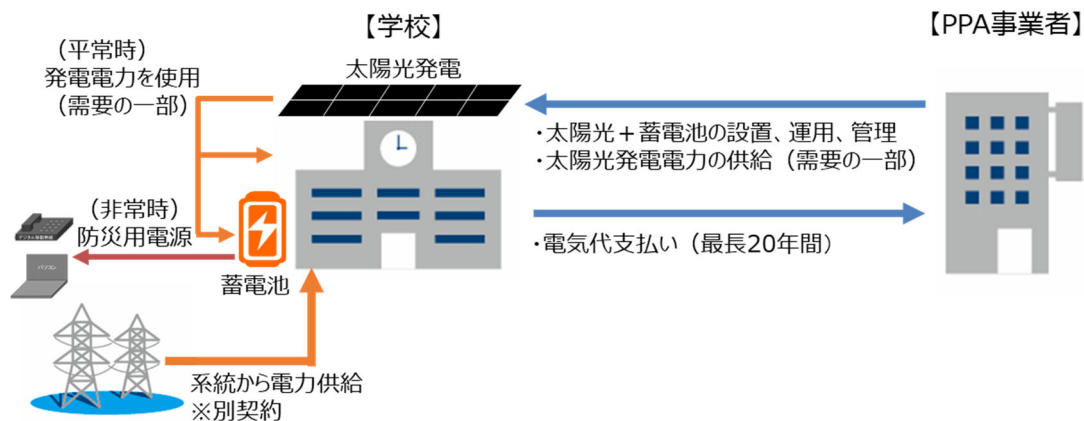 【学校】
【PPA事業者】
(平常時)
発電電力を使用
(需要の一部)
太陽光発電
・太陽光+蓄電池の設置、運用、管理
・太陽光発電電力の供給(需要の一部)
(非常時)
防災用電源
・電気代支払い(最長20年間)
パソコン
蓄電池
系統から電力供給
※別契約